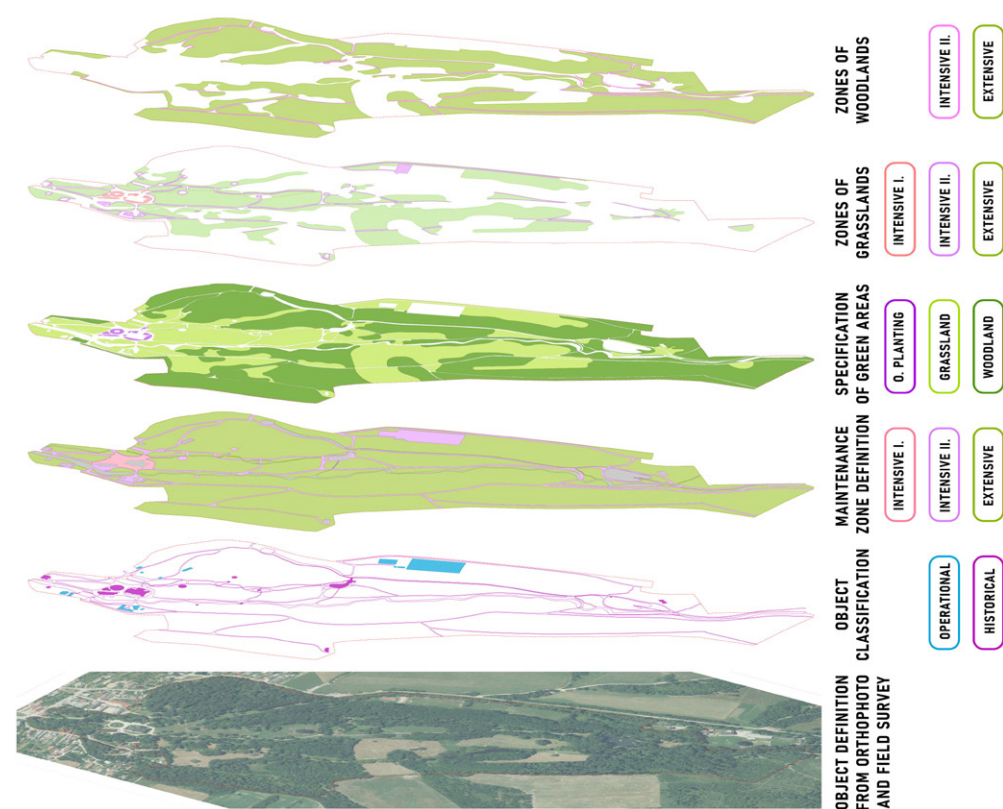 ZONES OF
WOODLANDS
INTENSIVE II.
EXTENSIVE
ZONES OF
GRASSLANDS
INTENSIVE I.
INTENSIVE II.
EXTENSIVE
SPECIFICATION
OF GREEN AREAS
O. PLANTING
GRASSLAND
WOODLAND
MAINTENANCE
ZONE DEFINITION
INTENSIVE I.
INTENSIVE II.
EXTENSIVE
OBJECT
CLASSIFICATION
OPERATIONAL
HISTORICAL
OBJECT DEFINITION
FROM ORTHOPHOTO
AND FIELD SURVEY